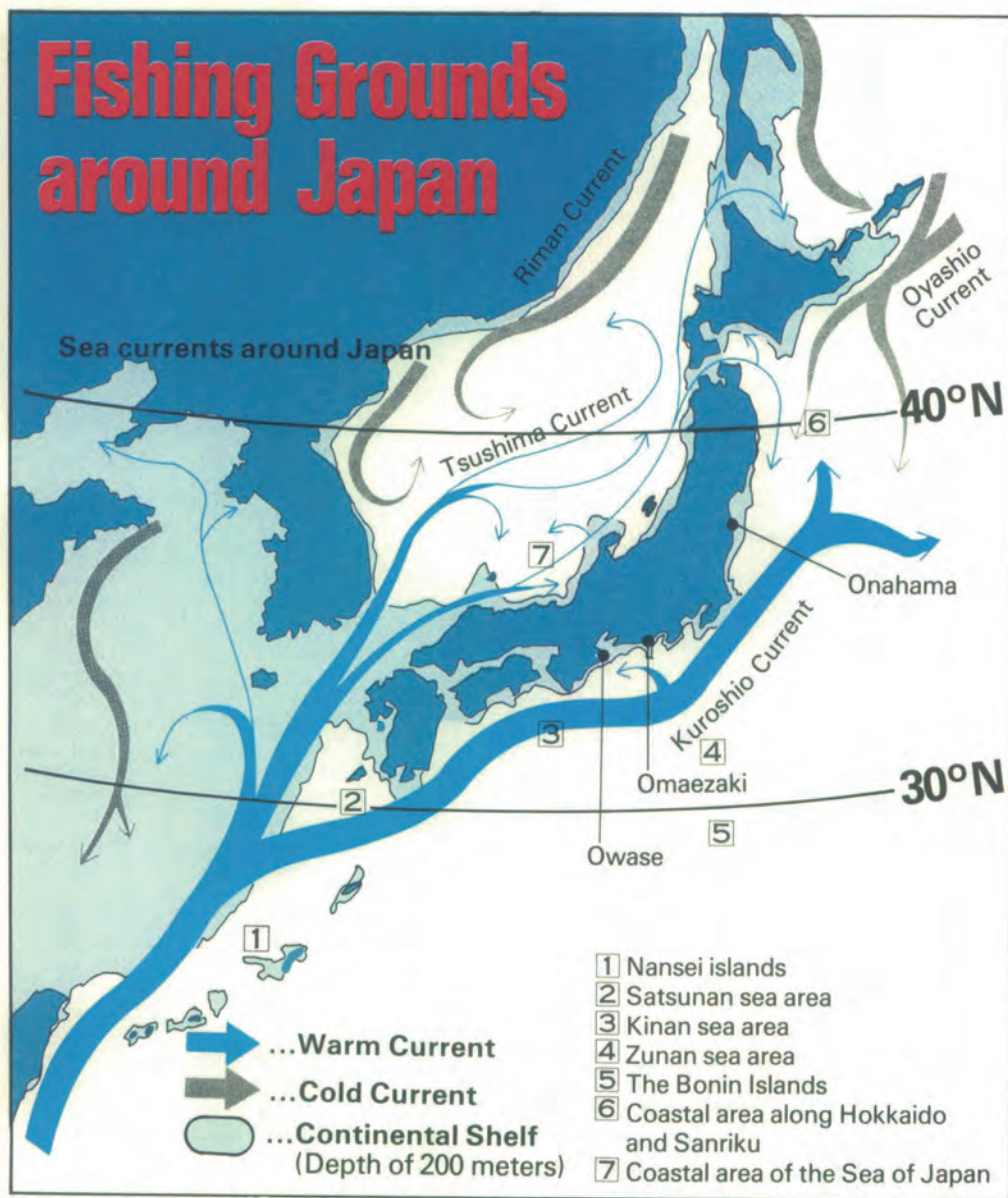 Fishing Grounds
around Japan
Riman Current
Oyashio
Current
Sea currents around Japan
40°N
6
Tsushima Current
7
Onahama
Kuroshio Current
3
4
Omaezaki
30°N
2
5
Owase
1
1 Nansei islands
2 Satsunan sea area
3 Kinan sea area
4 Zunan sea area
5 The Bonin Islands
6 Coastal area along Hokkaido
and Sanriku
7 Coastal area of the Sea of Japan
...Warm Current
...Cold Current
...Continental Shelf
(Depth of 200 meters)